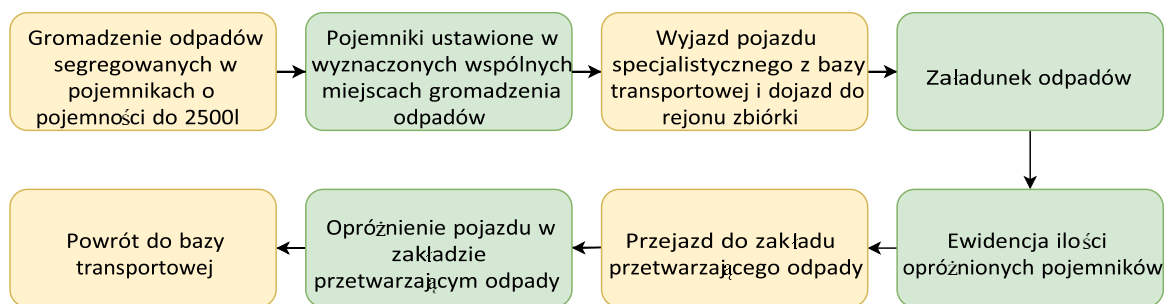 Gromadzenie odpadów
segregowanych w
pojemnikach o
pojemności do 2500l
Pojemniki ustawione w
wyznaczonych wspólnych
miejscach gromadzenia
odpadów
Wyjazd pojazdu
specjalistycznego z bazy
transportowej i dojazd do
rejonu zbiórki
Załadunek odpadów
Ewidencja ilości
opróżnionych pojemników
Przejazd do zakładu
przetwarzającego odpady
Opróżnienie pojazdu w
zakładzie
przetwarzającym odpady
Powrót do bazy
transportowej